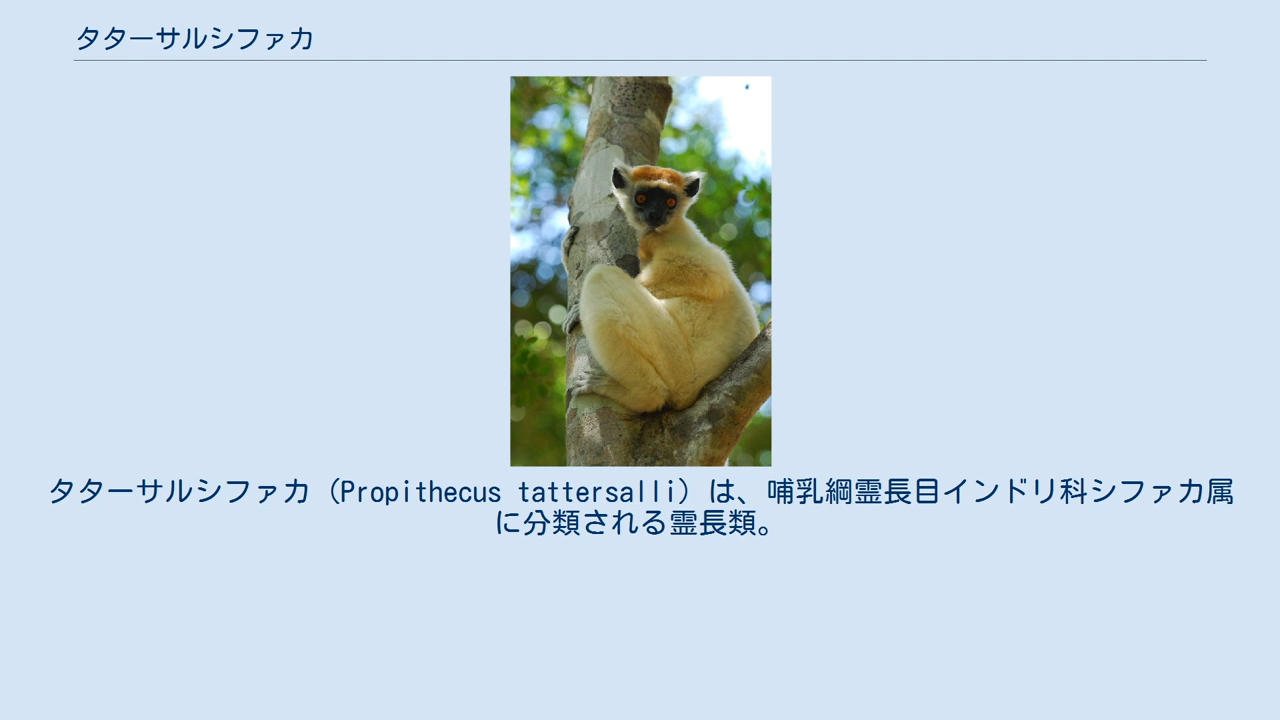 タターサルシファカ
タターサルシファカ（Propithecus tattersalli）は、哺乳綱霊長目インドリ科シファカ属
に分類される霊長類。